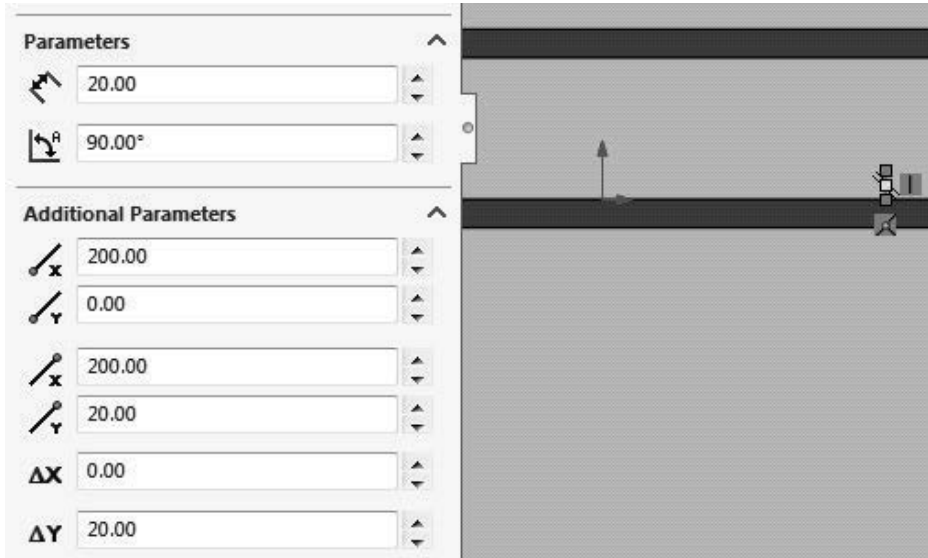 Parameters
20.00
A
90.00°
Additional Parameters
X
200.00
Y
0.00
X
200.00
Y
20.00
ΔX
0.00
ΔY
20.00